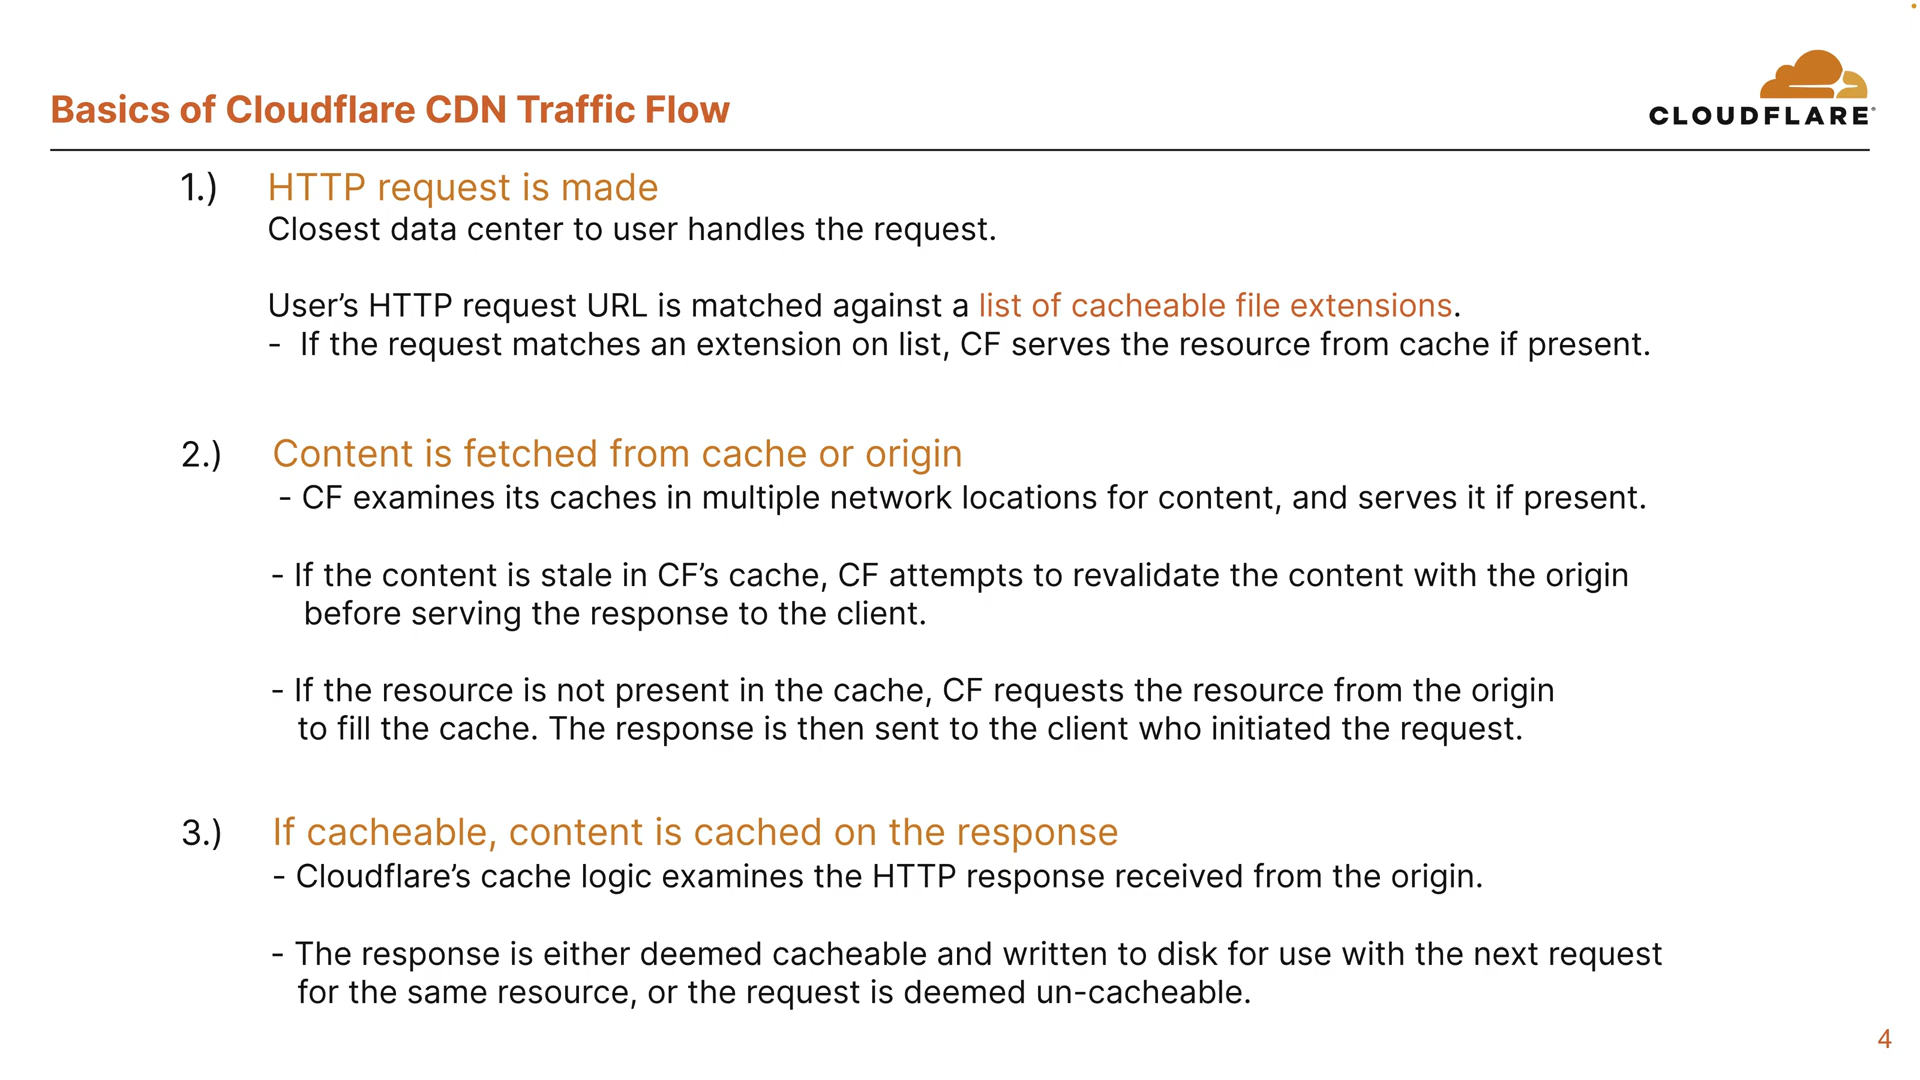 Basics of Cloudflare CDN Traffic Flow
CLOUDFLARE®
1.) HTTP request is made
Closest data center to user handles the request.
User’s HTTP request URL is matched against a list of cacheable file extensions.
- If the request matches an extension on list, CF serves the resource from cache if present.
2.) Content is fetched from cache or origin
- CF examines its caches in multiple network locations for content, and serves it if present.
- If the content is stale in CF’s cache, CF attempts to revalidate the content with the origin
before serving the response to the client.
- If the resource is not present in the cache, CF requests the resource from the origin
to fill the cache. The response is then sent to the client who initiated the request.
3.) If cacheable, content is cached on the response
- Cloudflare’s cache logic examines the HTTP response received from the origin.
- The response is either deemed cacheable and written to disk for use with the next request
for the same resource, or the request is deemed un-cacheable.
4